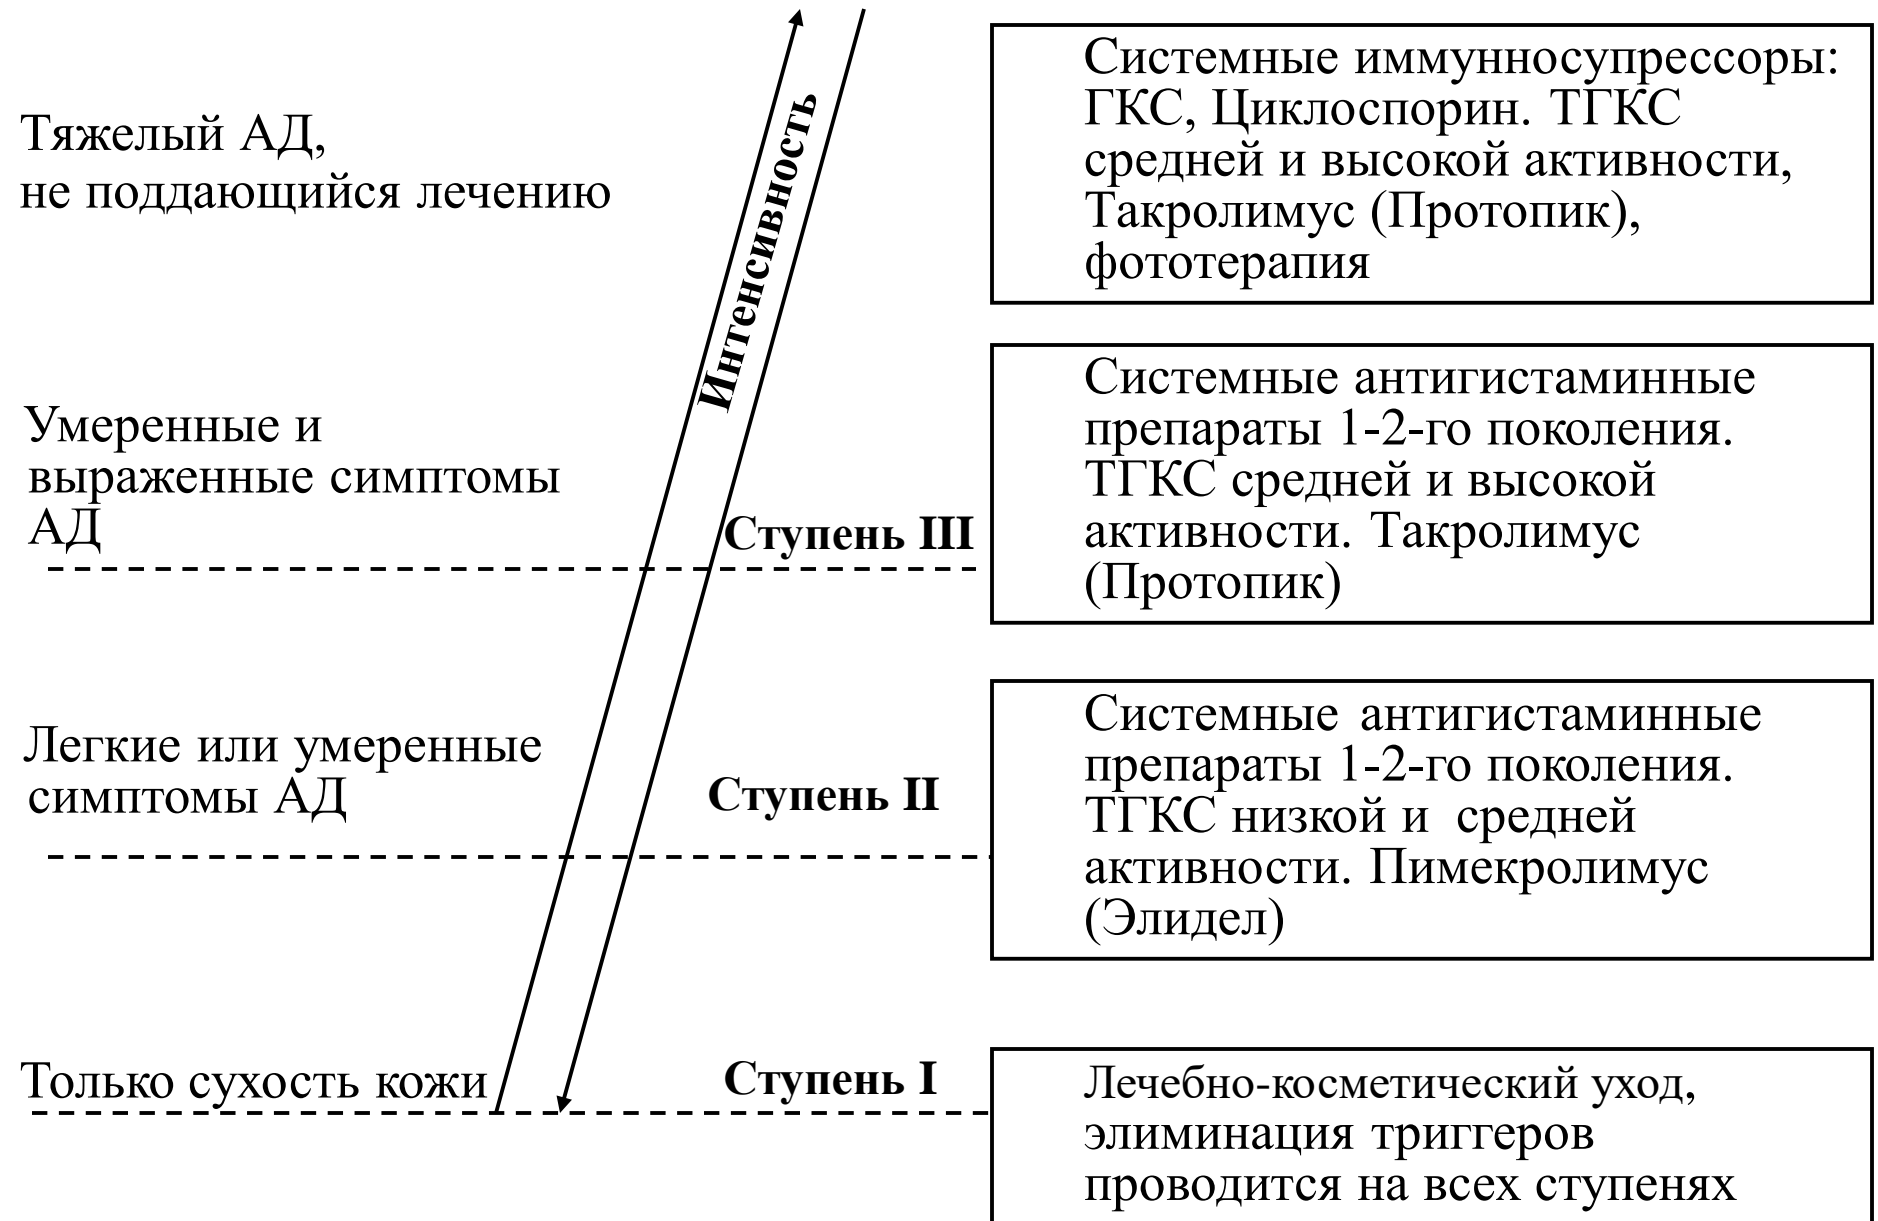 Тяжелый АД,
не поддающийся лечению
Интенсивность
Системные иммунносупрессоры:
ГКС, Циклоспорин. ТГКС
средней и высокой активности,
Такролимус (Протопик),
фототерапия
Умеренные и
выраженные симптомы
АД
Ступень III
Системные антигистаминные
препараты 1-2-го поколения.
ТГКС средней и высокой
активности. Такролимус
(Протопик)
Легкие или умеренные
симптомы АД
Ступень II
Системные антигистаминные
препараты 1-2-го поколения.
ТГКС низкой и средней
активности. Пимекролимус
(Элидел)
Только сухость кожи
Ступень I
Лечебно-косметический уход,
элиминация триггеров
проводится на всех ступенях